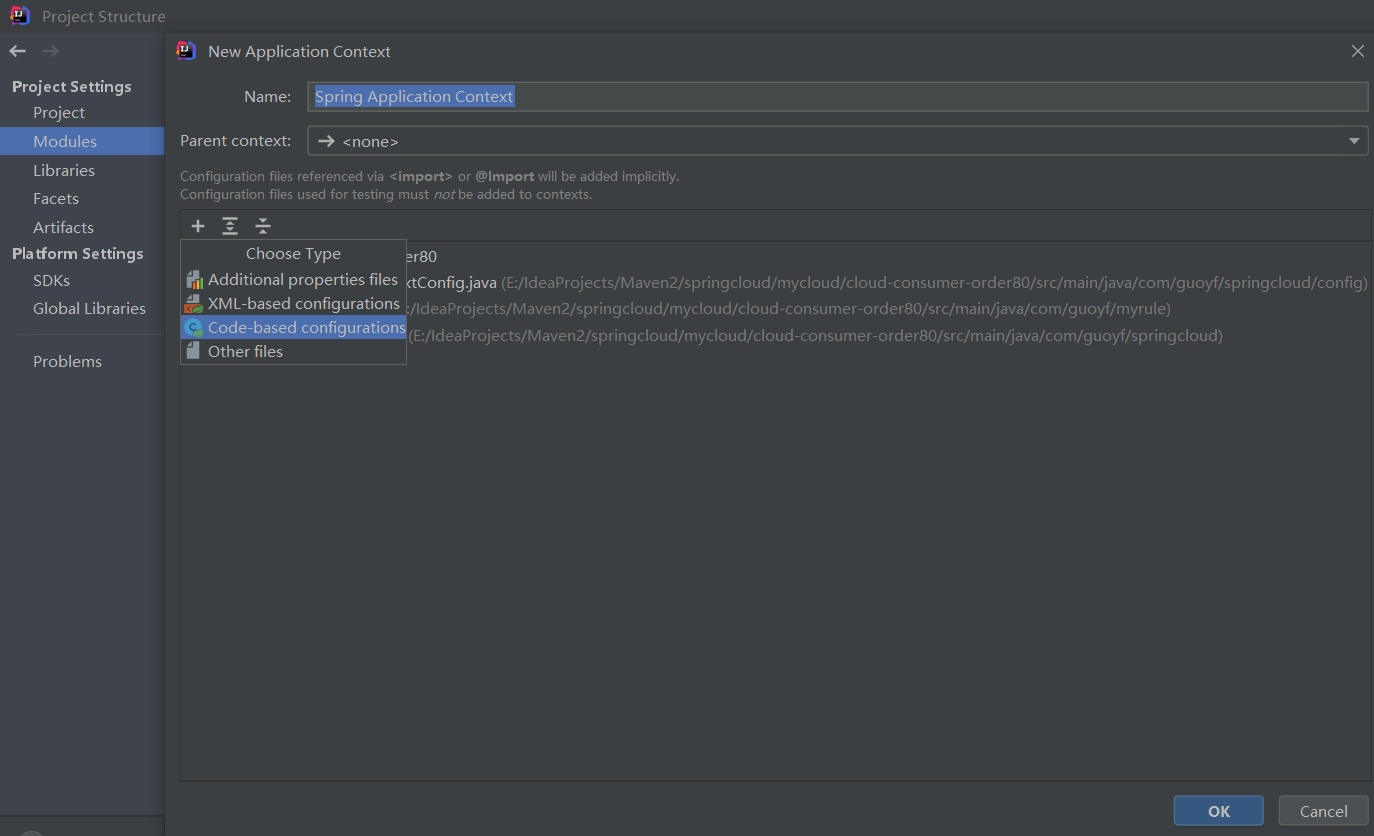 Project Structure
New Application Context
Project Settings
Project
Modules
Libraries
Facets
Artifacts
Platform Settings
SDKs
Global Libraries
Problems
Name:
Spring Application Context
Parent context:
<none>
Configuration files referenced via <import> or @Import will be added implicitly.
Configuration files used for testing must not be added to contexts.
Choose Type
Additional properties files
XML-based configurations
Code-based configurations
Other files
er80
xtConfig.java (E:/IdeaProjects/Maven2/springcloud/mycloud/cloud-consumer-order80/src/main/java/com/guoyf/springcloud/config)
:/IdeaProjects/Maven2/springcloud/mycloud/cloud-consumer-order80/src/main/java/com/guoyf/myrule)
(E:/IdeaProjects/Maven2/springcloud/mycloud/cloud-consumer-order80/src/main/java/com/guoyf/springcloud)
OK
Cancel